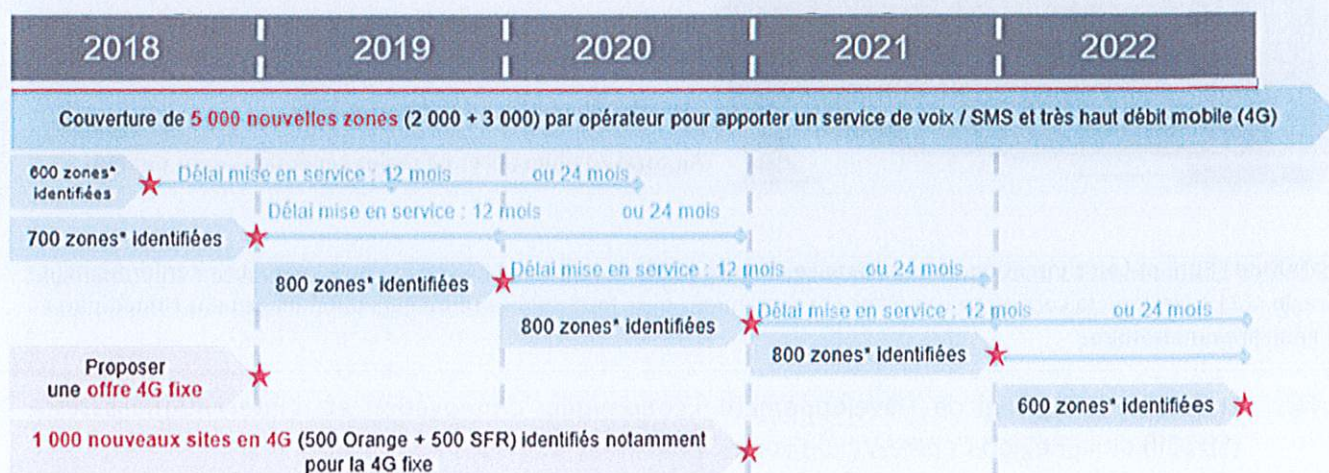 2018 2019 2020 2021 2022
Couverture de 5 000 nouvelles zones (2 000 + 3 000) par opérateur pour apporter un service de voix / SMS et très haut débit mobile (4G)
600 zones* identifiées
Délai mise en service : 12 mois ou 24 mois
Délai mise en service : 12 mois ou 24 mois
700 zones* identifiées
800 zones* identifiées
Délai mise en service : 12 mois ou 24 mois
800 zones* identifiées
Délai mise en service : 12 mois ou 24 mois
800 zones* identifiées
Proposer
une offre 4G fixe
600 zones* identifiées
1 000 nouveaux sites en 4G (500 Orange + 500 SFR) identifiés notamment
pour la 4G fixe